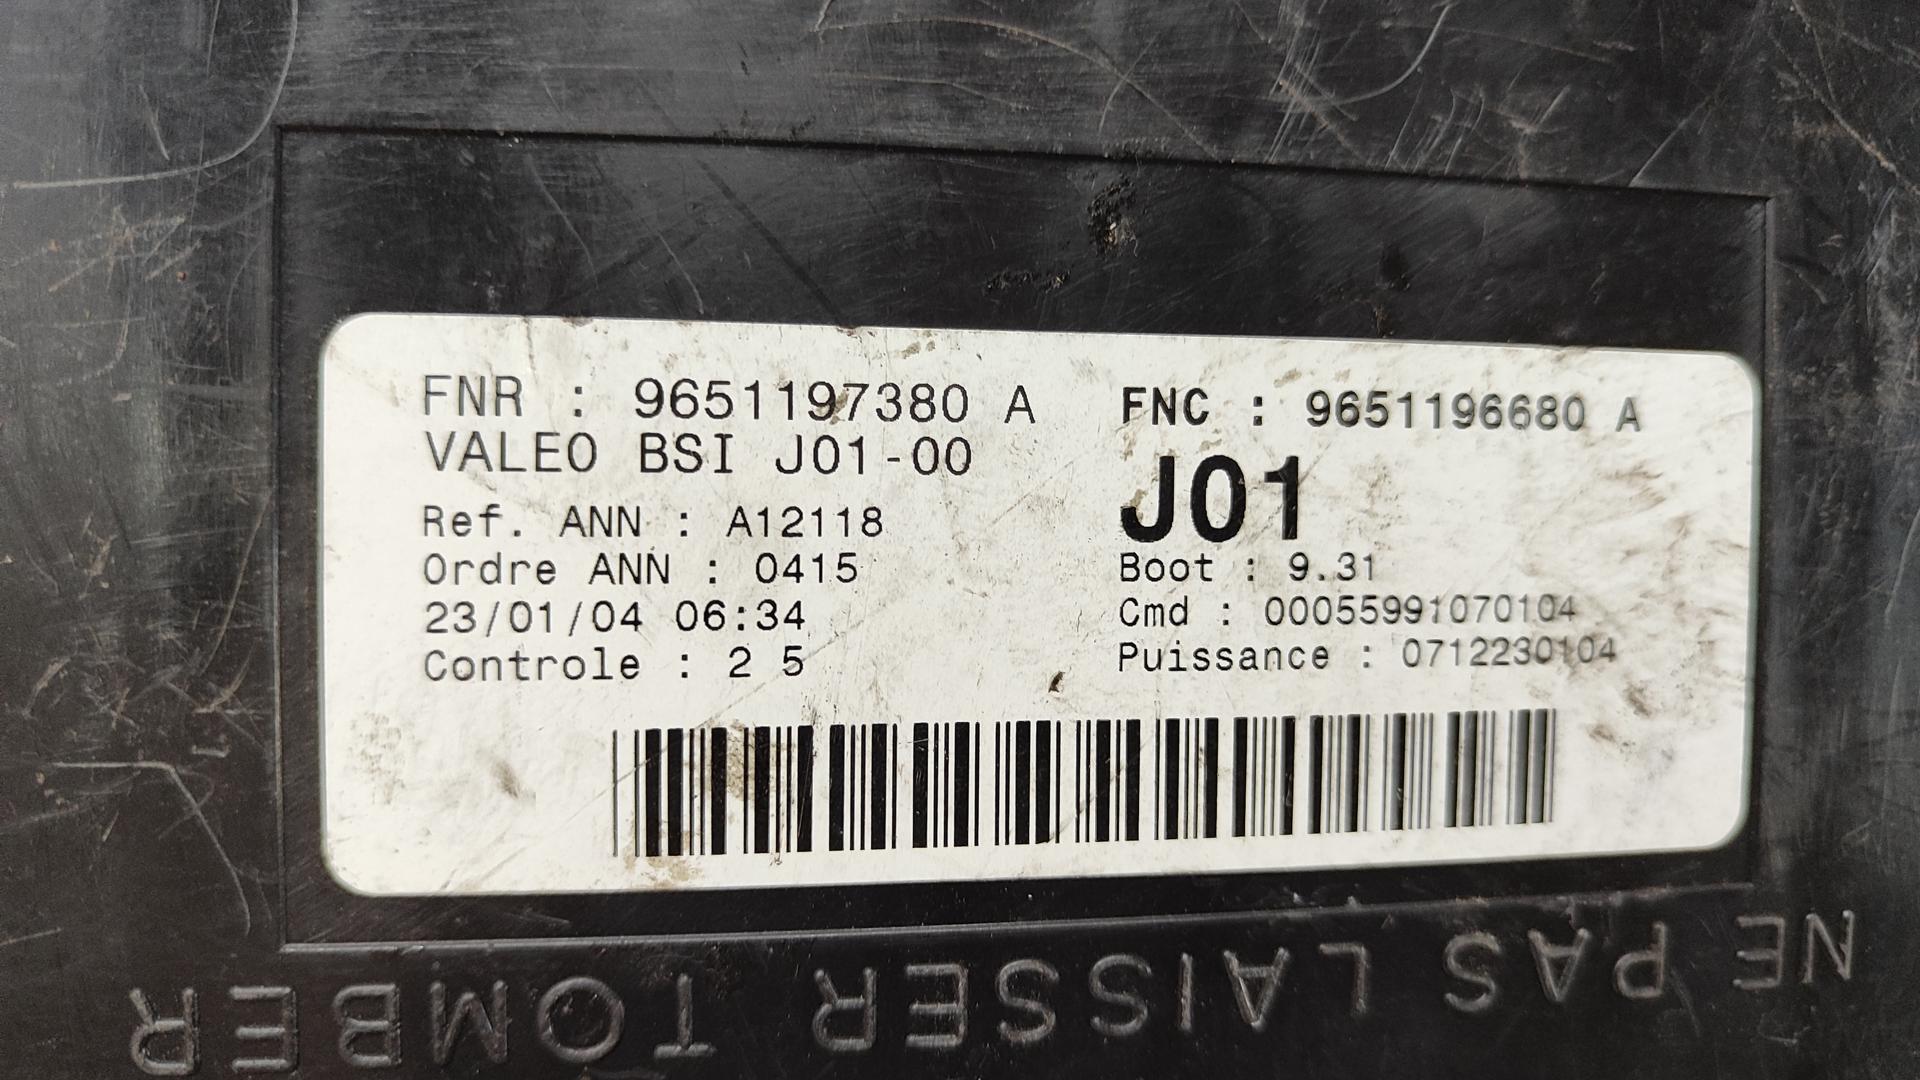 FNR : 9651197380 A
VALEO BSI J01-00
Ref. ANN : A12118
Ordre ANN : 0415
23/01/04 06:34
Controle : 2 5
FNC : 9651196680 A
J01
Boot : 9.31
Cmd : 00055991070104
Puissance : 0712230104
NE PAS LAISSER TOMBER